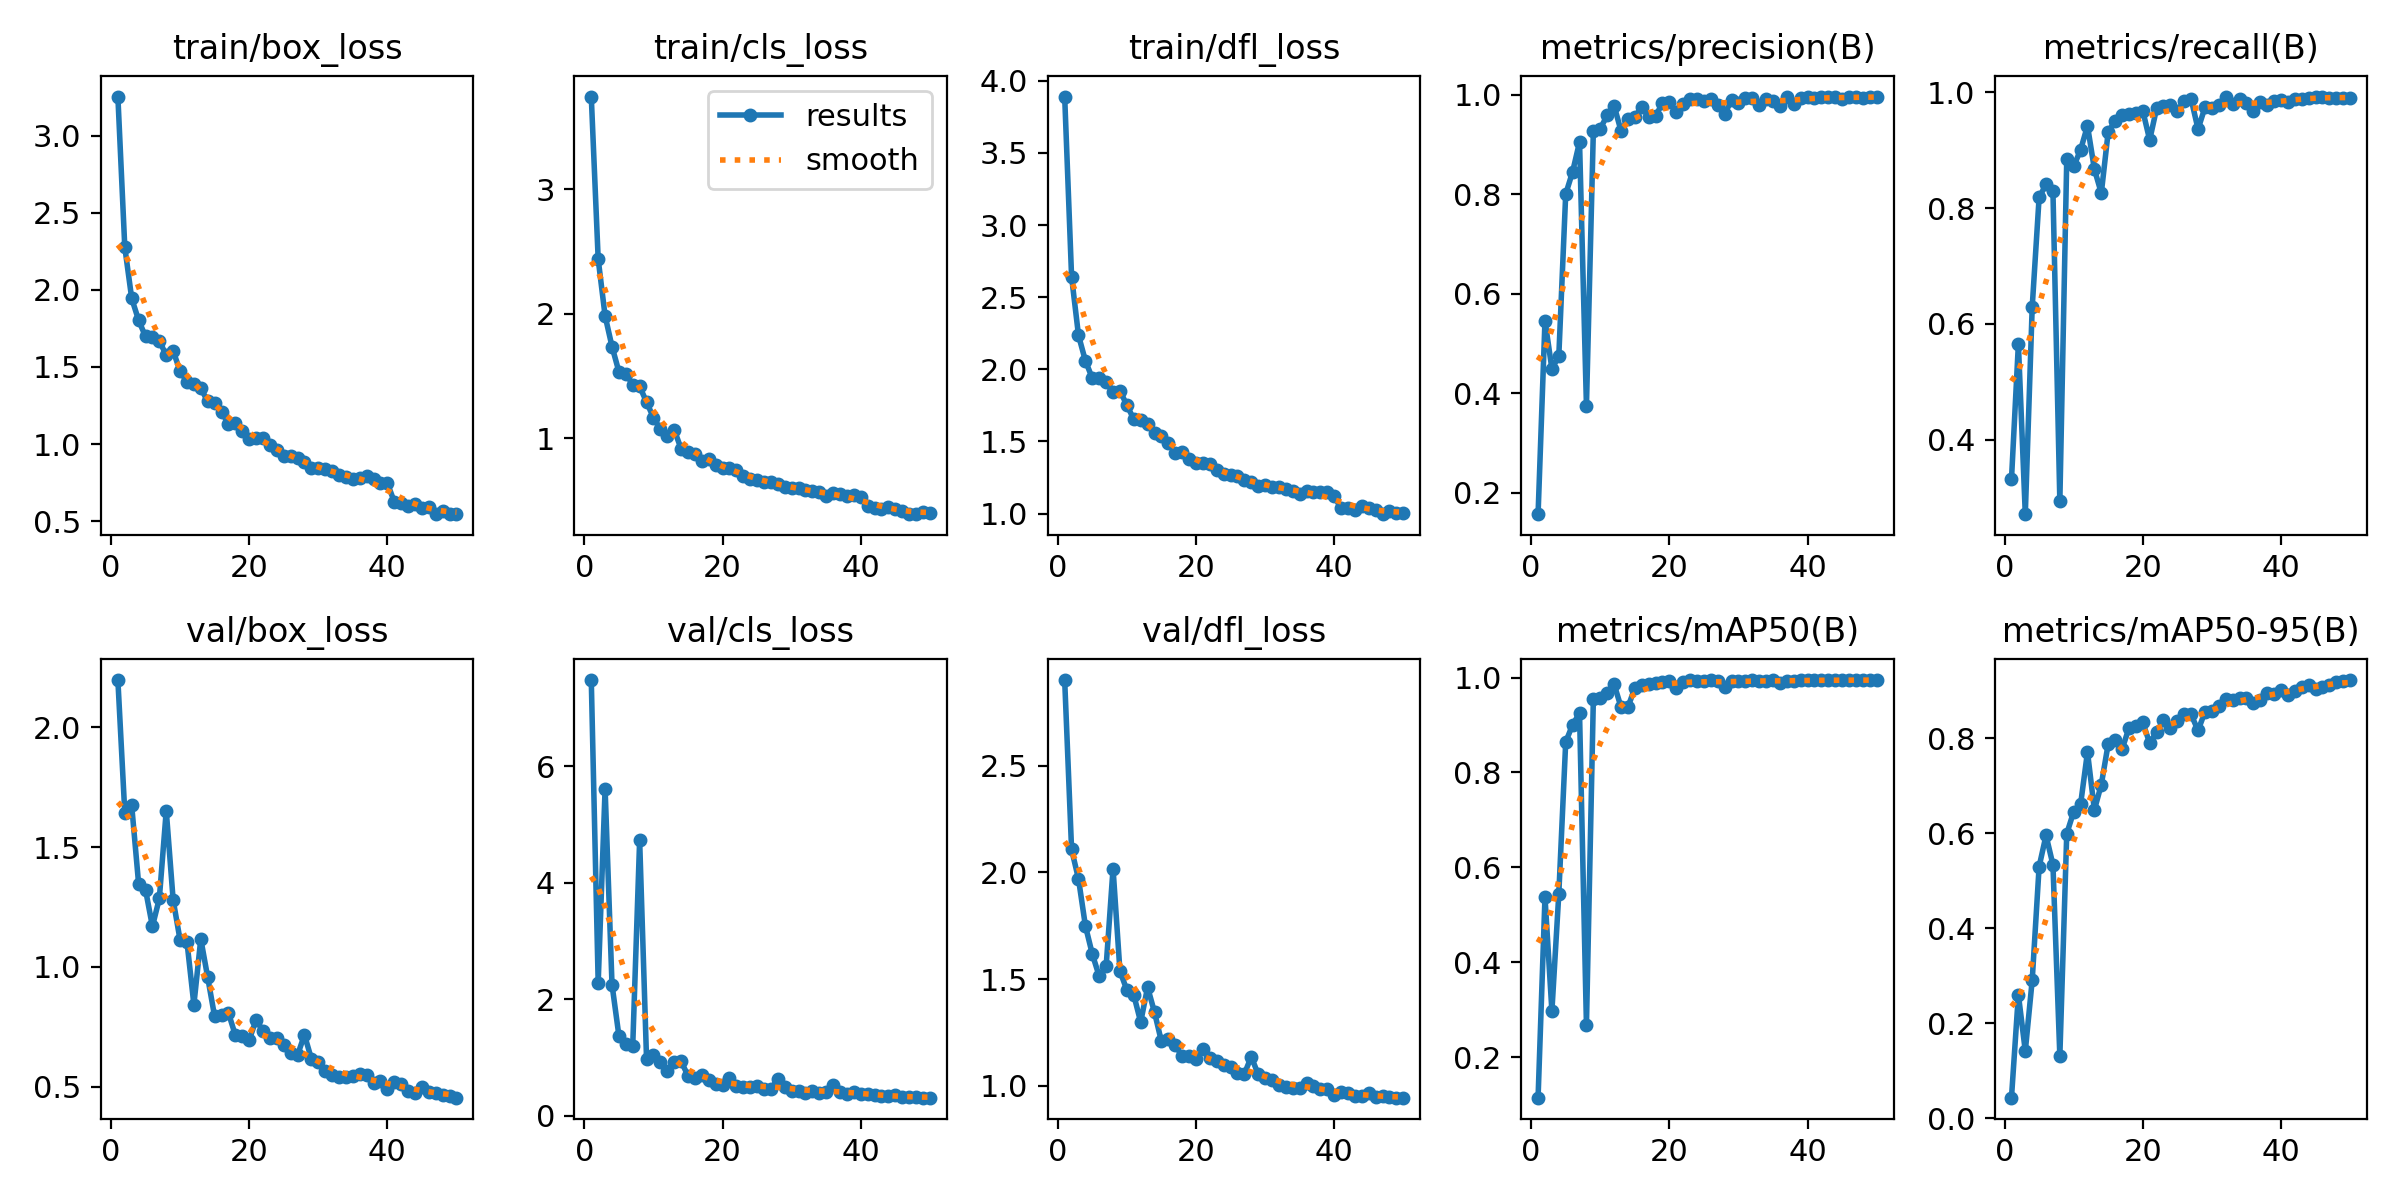 train/box_loss
3.0
2.5
2.0
1.5
1.0
0.5
0 20 40
train/cls_loss
results
smooth
3
2
1
0 20 40
train/dfl_loss
4.0
3.5
3.0
2.5
2.0
1.5
1.0
0 20 40
metrics/precision(B)
1.0
0.8
0.6
0.4
0.2
0 20 40
metrics/recall(B)
1.0
0.8
0.6
0.4
0 20 40
val/box_loss
2.0
1.5
1.0
0.5
0 20 40
val/cls_loss
6
4
2
0
0 20 40
val/dfl_loss
2.5
2.0
1.5
1.0
0 20 40
metrics/mAP50(B)
1.0
0.8
0.6
0.4
0.2
0 20 40
metrics/mAP50-95(B)
0.8
0.6
0.4
0.2
0.0
0 20 40